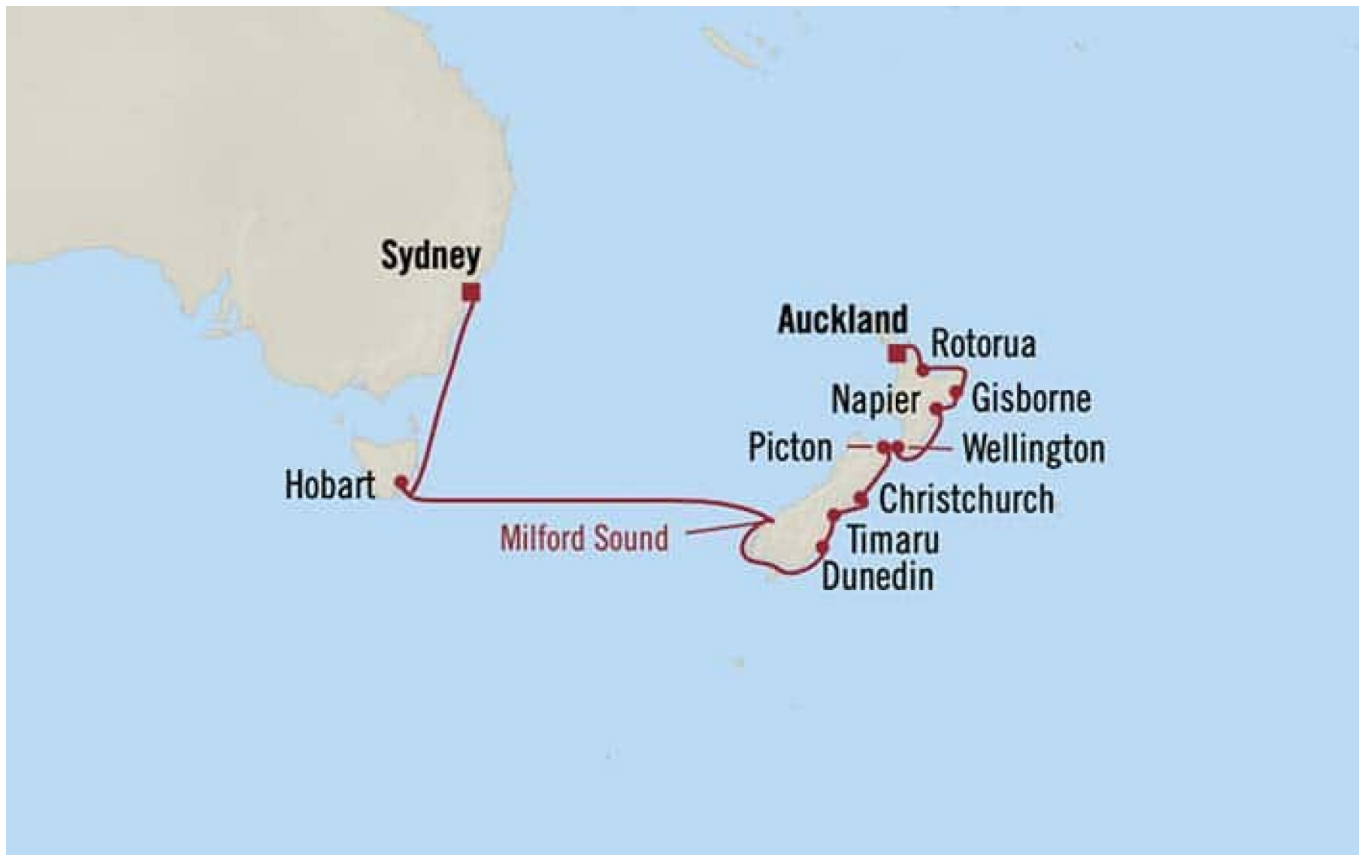 Sydney
Auckland
Rotorua
Napier
Gisborne
Picton
Wellington
Hobart
Christchurch
Milford Sound
Timaru
Dunedin